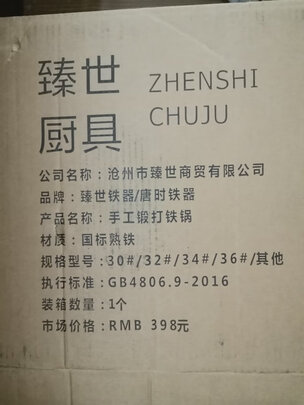 臻世 ZHENSHI
厨具 CHUJU
公司名称：沧州市臻世商贸有限公司
品牌：臻世铁器/唐时铁器
产品名称：手工锻打铁锅
材质：国标熟铁
规格型号：30#/32#/34#/36#/其他
执行标准：GB4806.9-2016
装箱数量：1个
市场价格：RMB 398元